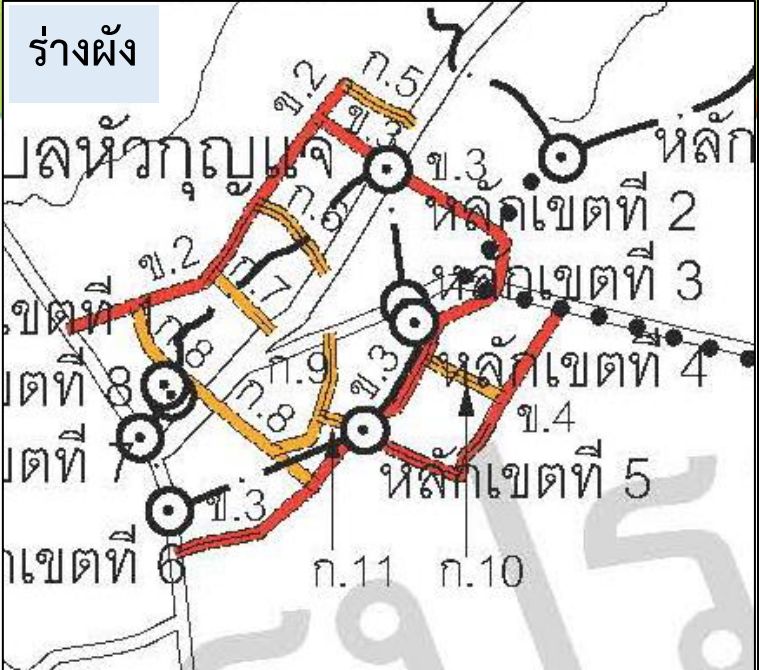 ร่างผัง
ข.2
ก.5
ข.3
บลหัวกุญแจ
ข.3
หลัก
ก.6
หลักเขตที่ 2
ข.2
ก.7
หลักเขตที่ 3
เขตที่ 1
ก.8
ก.9
ข.3
หลักเขตที่ 4
ขตที่ 8
ก.8
ข.4
ขตที่ 7
หลักเขตที่ 5
ข.3
าเขตที่ 6
ก.11
ก.10